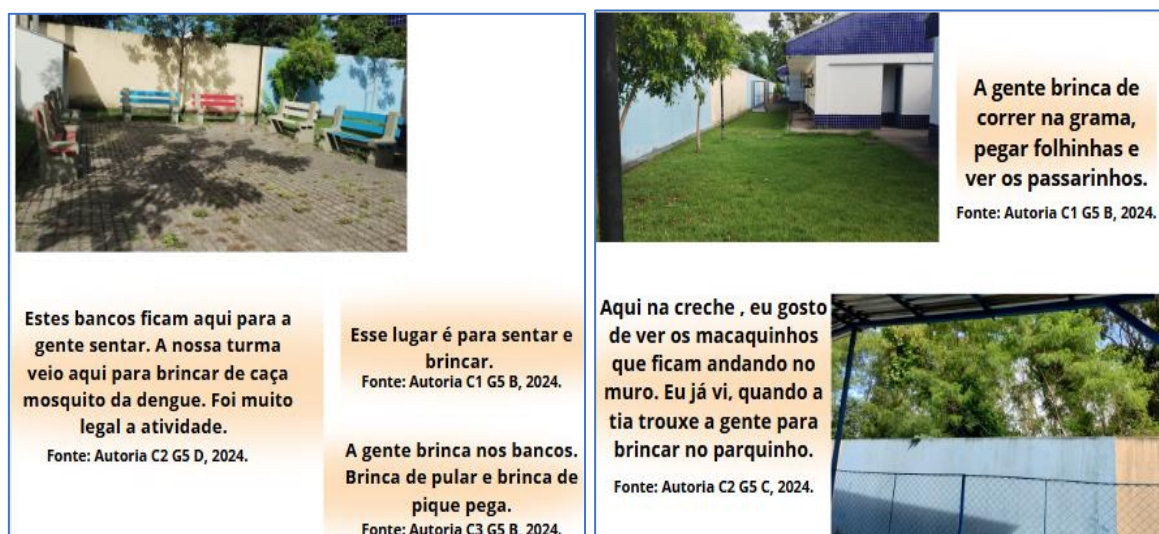 Estes bancos ficam aqui para a
gente sentar. A nossa turma
veio aqui para brincar de caça
mosquito da dengue. Foi muito
legal a atividade.
Fonte: Autoria C2 G5 D, 2024.
Esse lugar é para sentar e
brincar.
Fonte: Autoria C1 G5 B, 2024.
A gente brinca nos bancos.
Brinca de pular e brinca de
pique pega.
Fonte: Autoria C3 G5 B, 2024.
A gente brinca de
correr na grama,
pegar folhinhas e
ver os passarinhos.
Fonte: Autoria C1 G5 B, 2024.
Aqui na creche , eu gosto
de ver os macaquinhos
que ficam andando no
muro. Eu já vi, quando a
tia trouxe a gente para
brincar no parquinho.
Fonte: Autoria C2 G5 C, 2024.